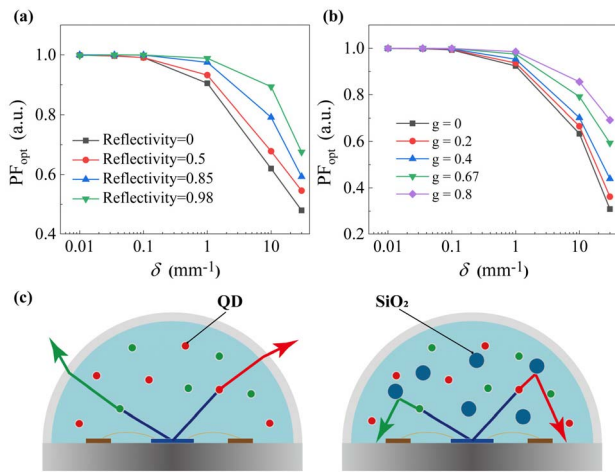 (a)
PFopt (a.u.)
1.0
0.8
0.6
0.4
Reflectivity=0
Reflectivity=0.5
Reflectivity=0.85
Reflectivity=0.98
0.01 0.1 1 10
δ (mm⁻¹)
(b)
PFopt (a.u.)
1.0
0.8
0.6
0.4
0.2
g = 0
g = 0.2
g = 0.4
g = 0.67
g = 0.8
0.01 0.1 1 10
δ (mm⁻¹)
(c)
QD
SiO₂